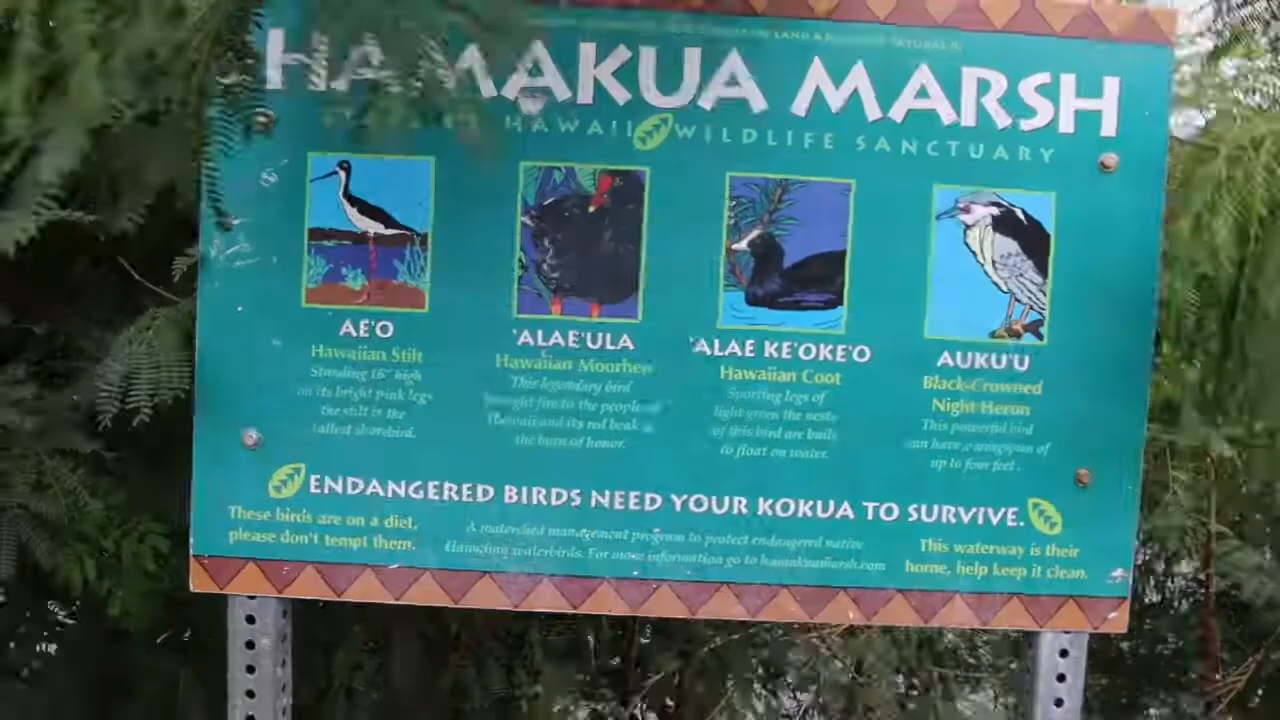 LAND &
HAMAKUA MARSH
HAWAII WILDLIFE SANCTUARY
AE'O
Hawaiian Stilt
Standing 16" high
on its bright pink legs
the stilt is the
tallest shorebird.
'ALAE'ULA
Hawaiian Moorhen
This legendary bird
fire to the people
Hawaii and its red beak
the burn of honor.
'ALAE KE'OKE'O
Hawaiian Coot
Sporting legs of
light green the nests
of this bird are built
to float on water.
AUKU'U
Black-Crowned
Night Heron
This powerful bird
can have a wingspan of
up to four feet.
ENDANGERED BIRDS NEED YOUR KOKUA TO SURVIVE.
These birds are on a diet,
please don't tempt them.
A watershed management program to protect endangered native
Hawaiian waterbirds. For more information go to hamakuamarsh.com
This waterway is their
home, help keep it clean.